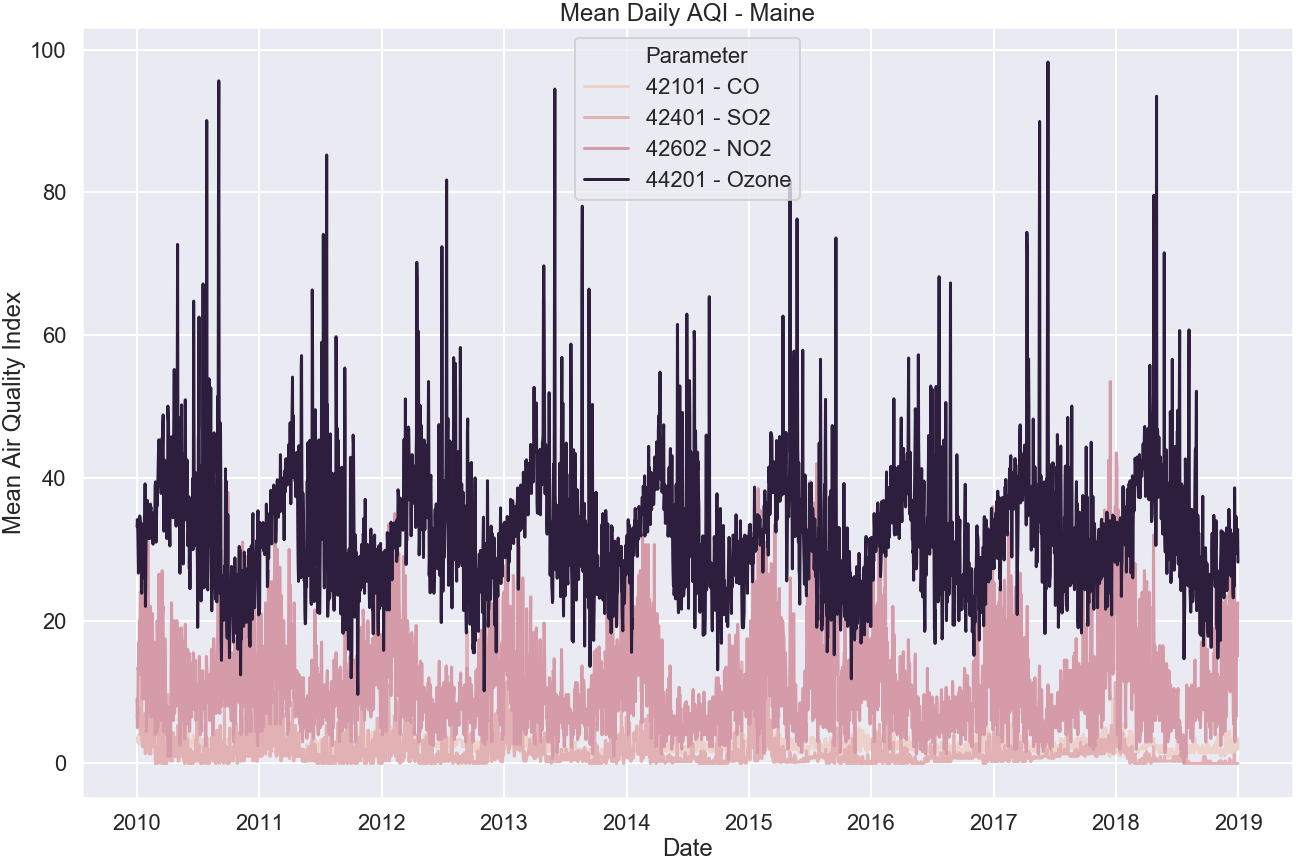 Mean Daily AQI - Maine
100
80
60
40
20
0
Mean Air Quality Index
Parameter
42101 - CO
42401 - SO2
42602 - NO2
44201 - Ozone
2010 2011 2012 2013 2014 2015 2016 2017 2018 2019
Date